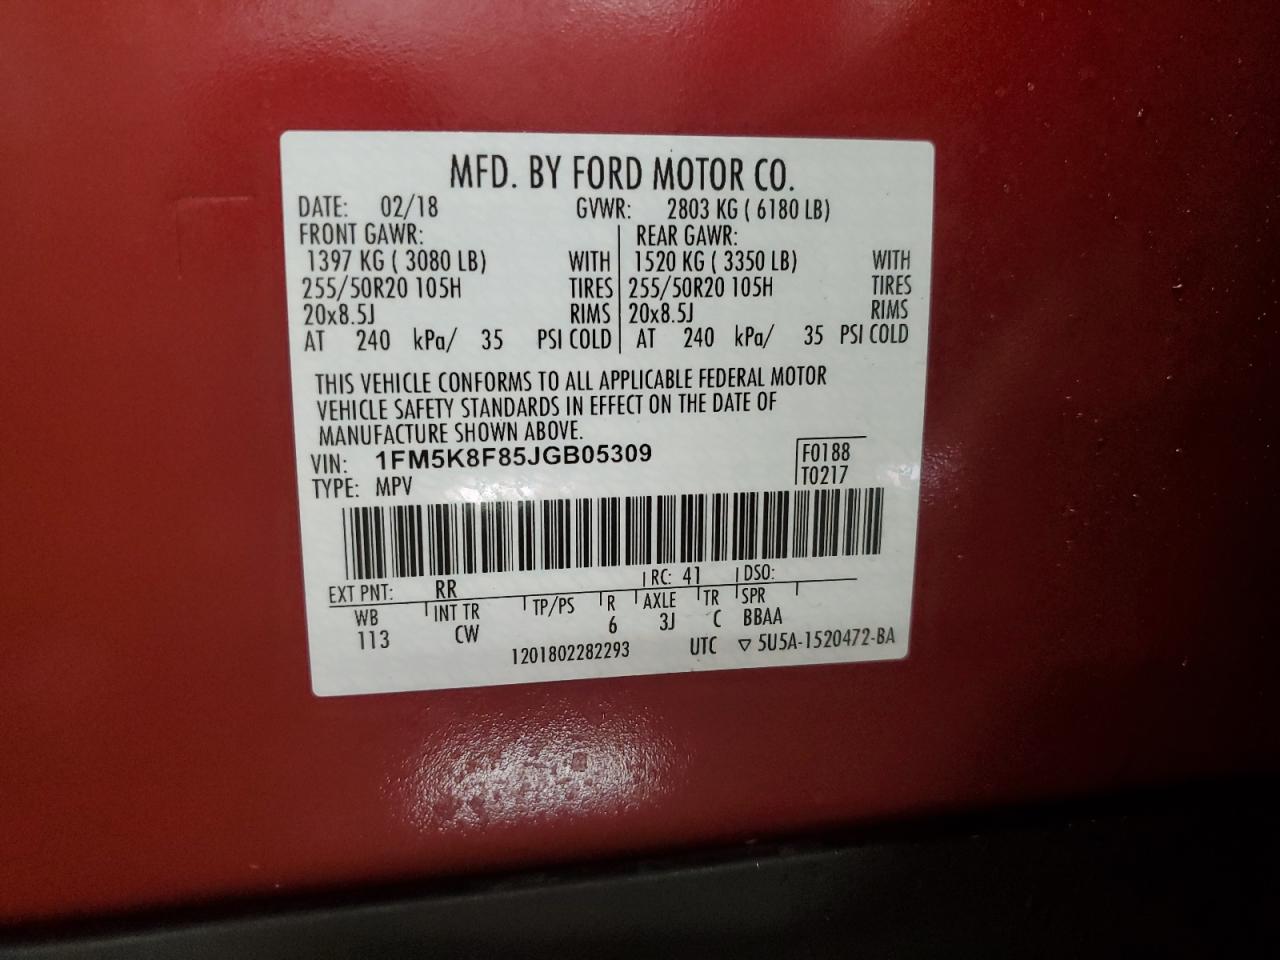 MFD. BY FORD MOTOR CO.
DATE: 02/18 GVWR: 2803 KG ( 6180 LB)
FRONT GAWR: REAR GAWR:
1397 KG ( 3080 LB) WITH 1520 KG ( 3350 LB) WITH
255/50R20 105H TIRES 255/50R20 105H TIRES
20x8.5J RIMS 20x8.5J RIMS
AT 240 kPa/ 35 PSI COLD AT 240 kPa/ 35 PSI COLD
THIS VEHICLE CONFORMS TO ALL APPLICABLE FEDERAL MOTOR
VEHICLE SAFETY STANDARDS IN EFFECT ON THE DATE OF
MANUFACTURE SHOWN ABOVE.
VIN: 1FM5K8F85JGB05309 F0188
TYPE: MPV T0217
EXT PNT: RR RC: 41 DSO:
WB INT TR TP/PS R AXLE TR SPR
113 CW 6 3J C BBAA
1201802282293 UTC ▽ 5U5A-1520472-BA